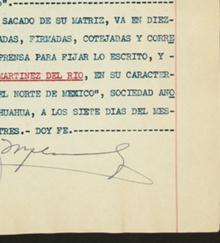 O".
SACADO DE SU MATRIZ, VA EN DIEZ-
ADAS, FIRMADAS, COTEJADAS Y CORRE
PRENSA PARA FIJAR LO ESCRITO, Y -
MARTINEZ DEL RIO, EN SU CARACTER-
EL NORTE DE MEXICO", SOCIEDAD ANO
HUAHUA, A LOS SIETE DIAS DEL MES-
TRES.- DOY FE.-